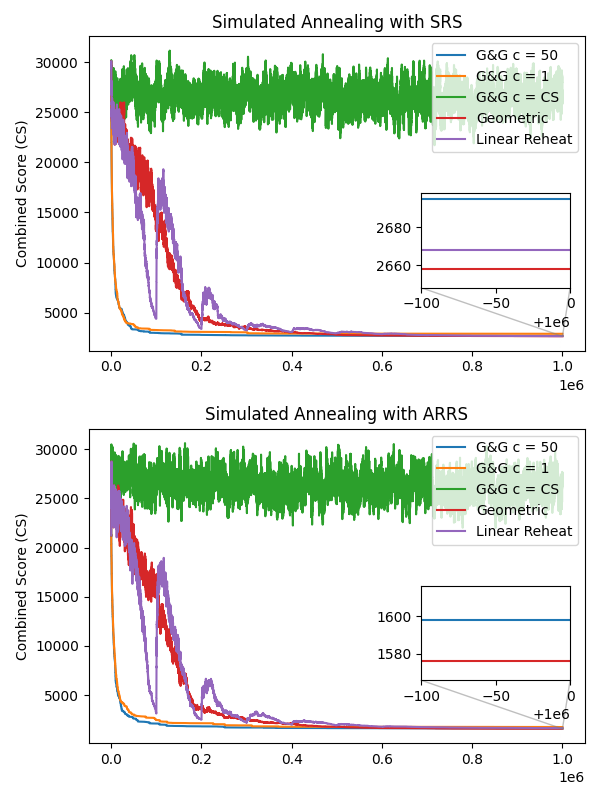 Simulated Annealing with SRS
Combined Score (CS)
30000
25000
20000
15000
10000
5000
G&G c = 50
G&G c = 1
G&G c = CS
Geometric
Linear Reheat
2680
2660
−100
−50
0
+1e6
0.0
0.2
0.4
0.6
0.8
1.0
1e6
Simulated Annealing with ARRS
Combined Score (CS)
30000
25000
20000
15000
10000
5000
G&G c = 50
G&G c = 1
G&G c = CS
Geometric
Linear Reheat
1600
1580
−100
−50
0
+1e6
0.0
0.2
0.4
0.6
0.8
1.0
1e6